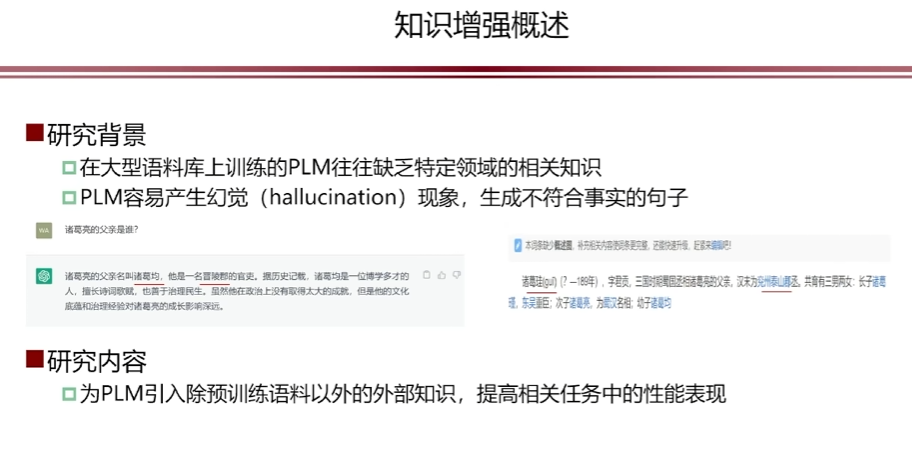 知识增强概述
研究背景
在大型语料库上训练的PLM往往缺乏特定领域的相关知识
PLM容易产生幻觉（hallucination）现象，生成不符合事实的句子
WA
诸葛亮的父亲是谁?
诸葛亮的父亲名叫诸葛均，他是一名晋陵郡的官吏。据历史记载，诸葛均是一位博学多才的
人，擅长诗词歌赋，也善于治理民生。虽然他在政治上没有取得太大的成就，但是他的文化
底蕴和治理经验对诸葛亮的成长影响深远。
本词条缺少概述图，补充相关内容使词条更完整，还能快速升级，赶紧来编辑吧!
诸葛珪(guī)（? —189年），字君贡，三国时期蜀国丞相诸葛亮的父亲，汉末为兖州泰山郡丞。共育有三男两女：长子诸葛
瑾，东吴重臣；次子诸葛亮，为蜀汉名相；幼子诸葛均
研究内容
为PLM引入除预训练语料以外的外部知识，提高相关任务中的性能表现